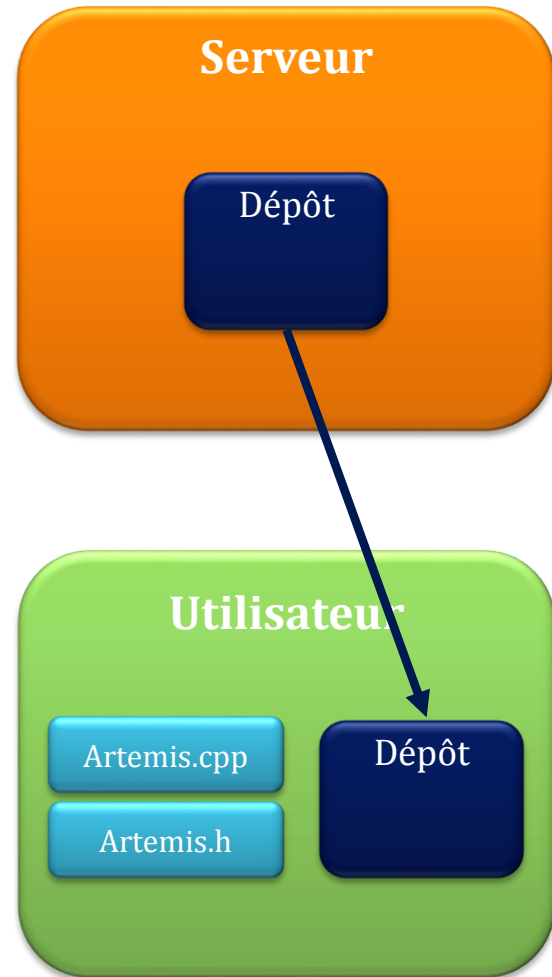 Serveur
Dépôt
Utilisateur
Artemis.cpp
Dépôt
Artemis.h